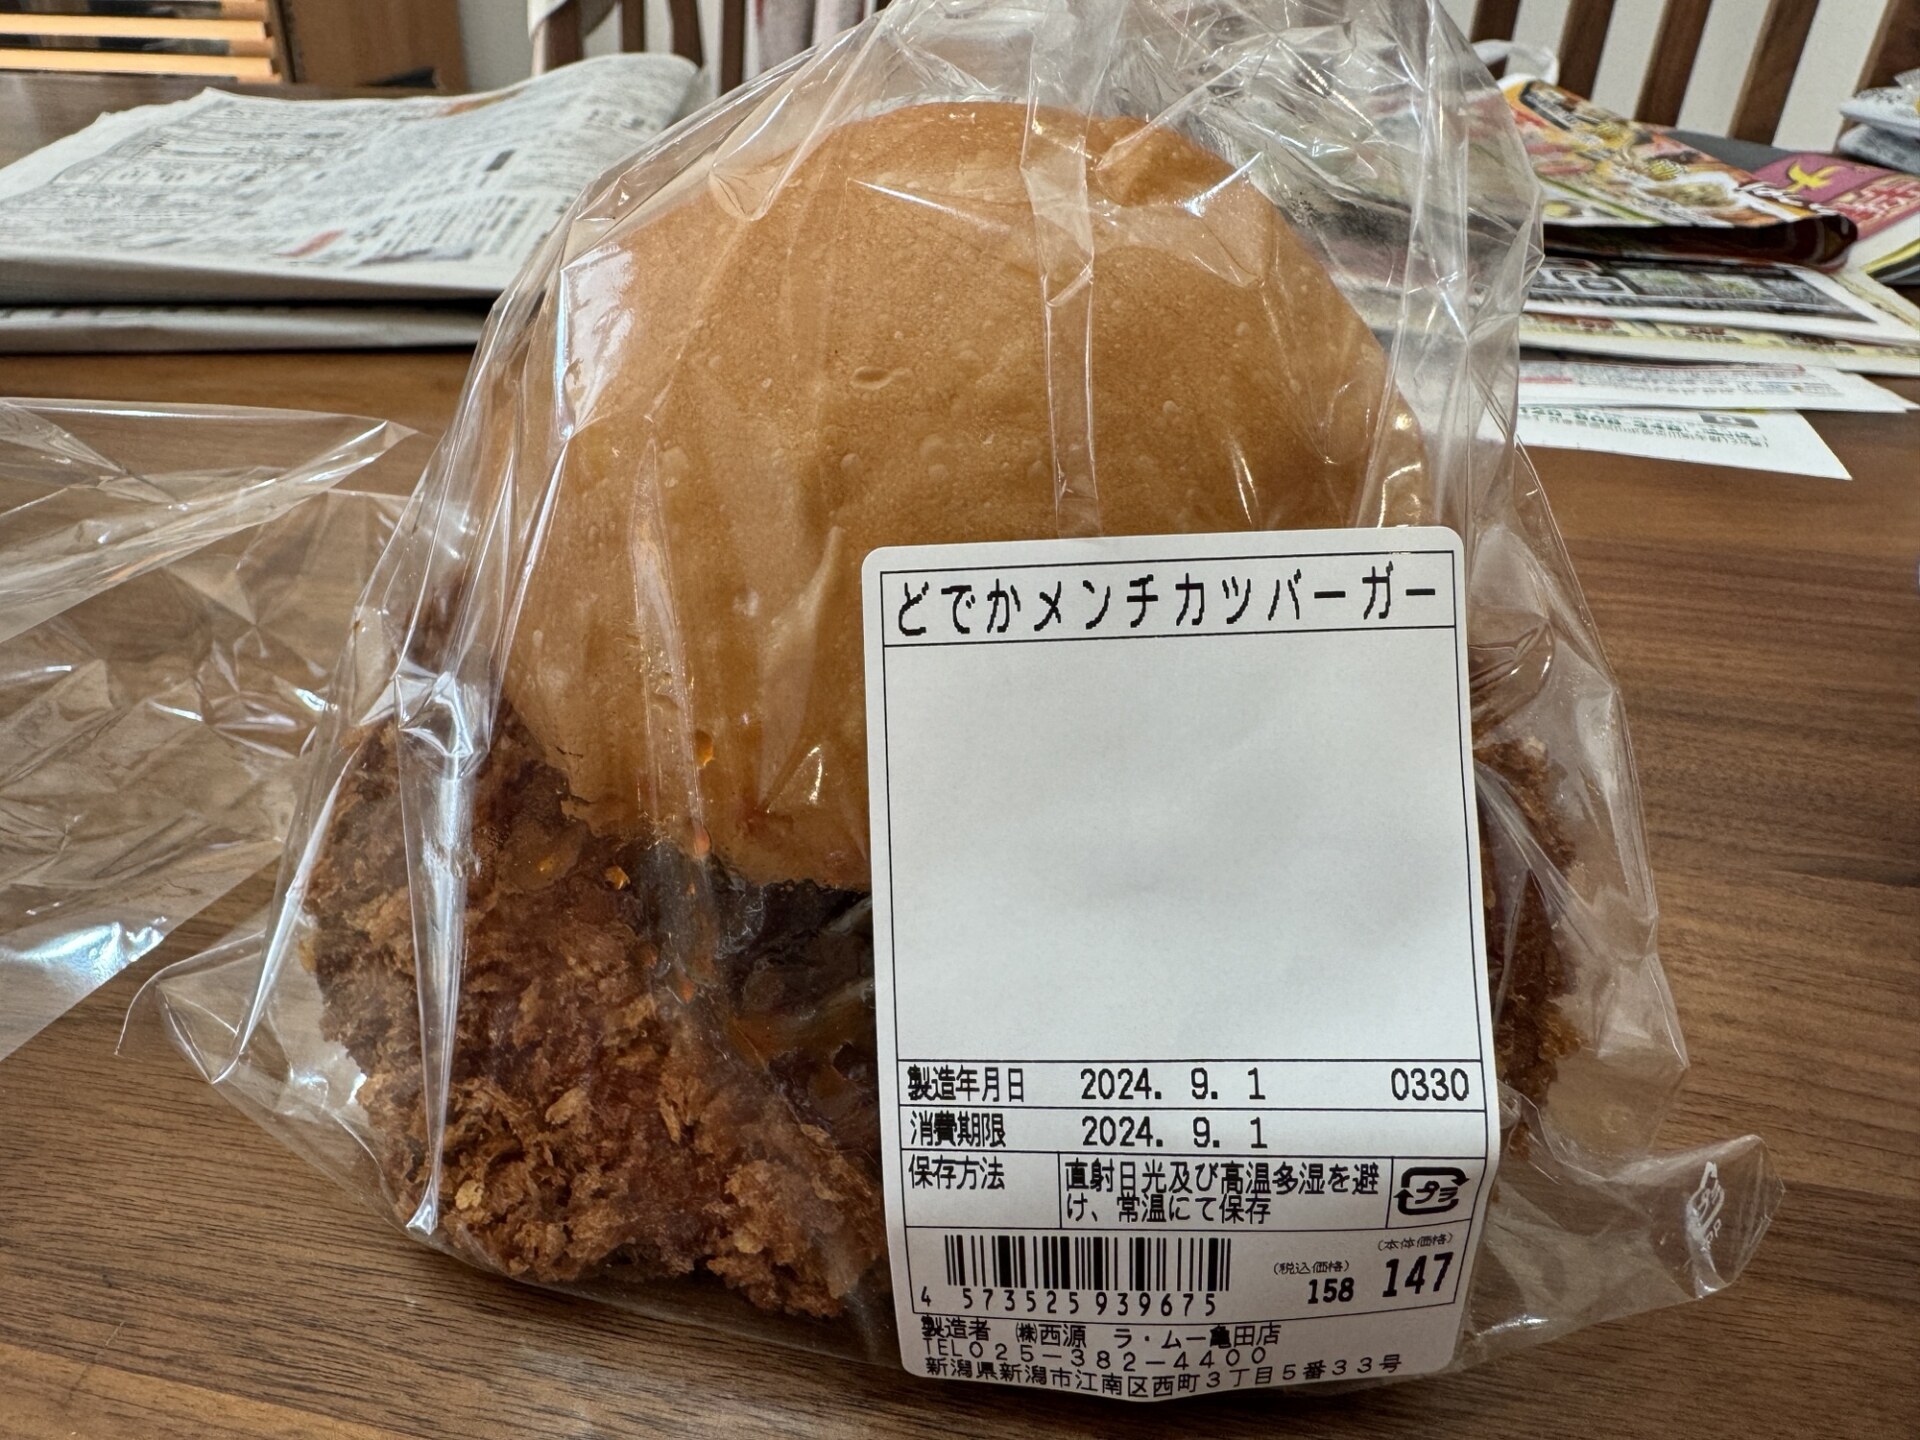 どでかメンチカツバーガー
製造年月日 2024. 9. 1 0330
消費期限 2024. 9. 1
保存方法 直射日光及び高温多湿を避
け、常温にて保存
プラ
(本体価格)
(税込価格)
158 147
4 573525 939675
製造者 ㈱西源 ラ・ムー亀田店
TEL025-382-4400
新潟県新潟市江南区西町3丁目5番33号
プラ
PP